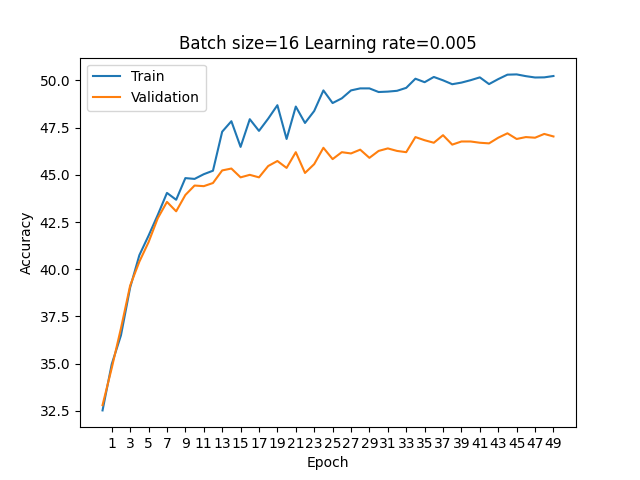 Batch size=16 Learning rate=0.005
Train
Validation
50.0
47.5
45.0
42.5
40.0
37.5
35.0
32.5
Accuracy
1 3 5 7 9 11 13 15 17 19 21 23 25 27 29 31 33 35 37 39 41 43 45 47 49
Epoch